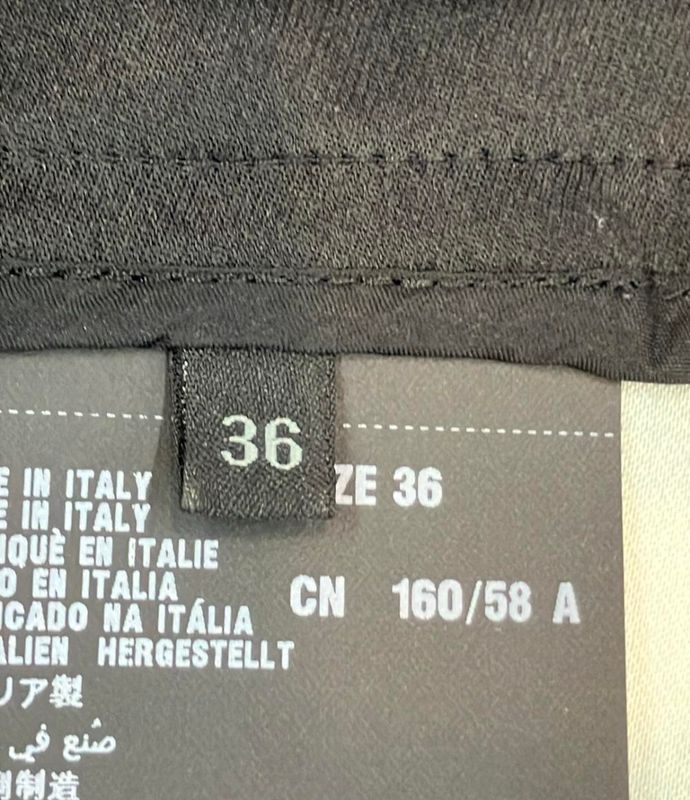 36
ZE 36
E IN ITALY
E IN ITALY
IQUÈ EN ITALIE
O EN ITALIA
CN 160/58 A
ICADO NA ITÁLIA
ALIEN HERGESTELLT
リア製
صُنع في
制造